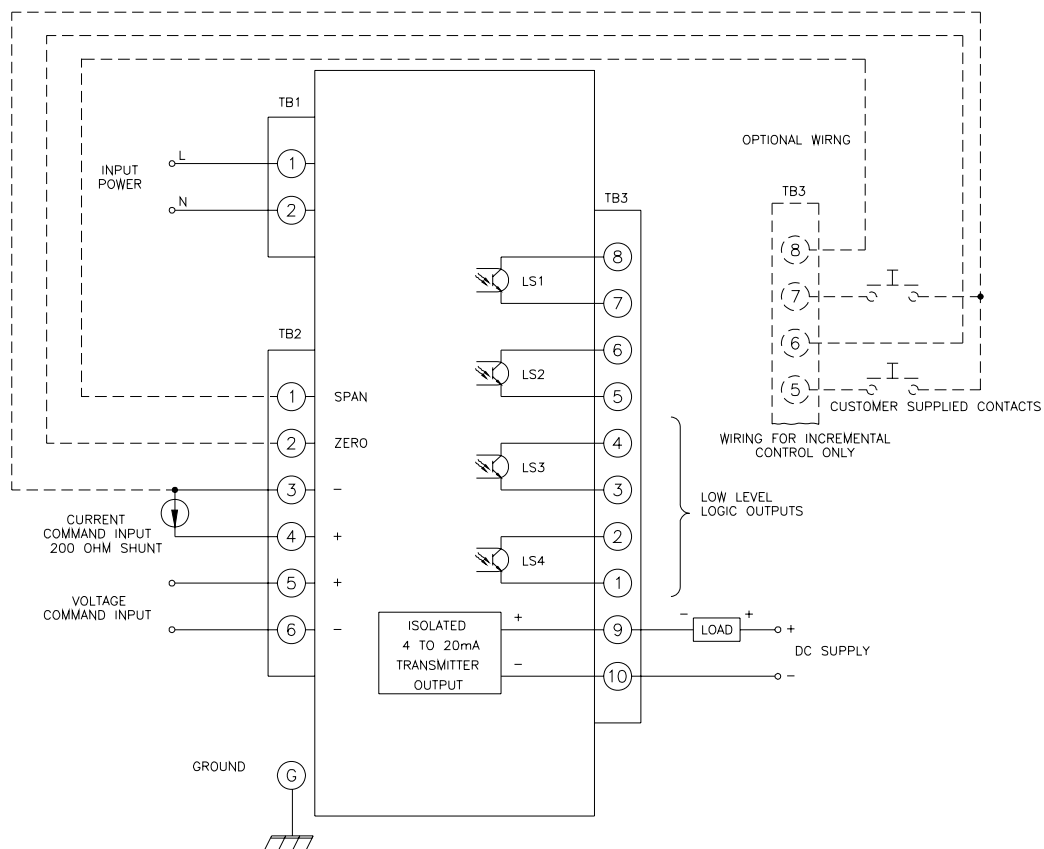 TB1
OPTIONAL WIRNG
L
1
INPUT
POWER
N
2
TB3
TB3
8
LS1
7
6
LS2
5
8
7
6
5
CUSTOMER SUPPLIED CONTACTS
WIRING FOR INCREMENTAL
CONTROL ONLY
TB2
1 SPAN
2 ZERO
3 -
4 +
5 +
6 -
CURRENT
COMMAND INPUT
200 OHM SHUNT
VOLTAGE
COMMAND INPUT
4
LS3
3
2
LS4
1
LOW LEVEL
LOGIC OUTPUTS
ISOLATED
4 TO 20mA
TRANSMITTER
OUTPUT
+
-
9
10
- LOAD +
+
DC SUPPLY
-
GROUND G